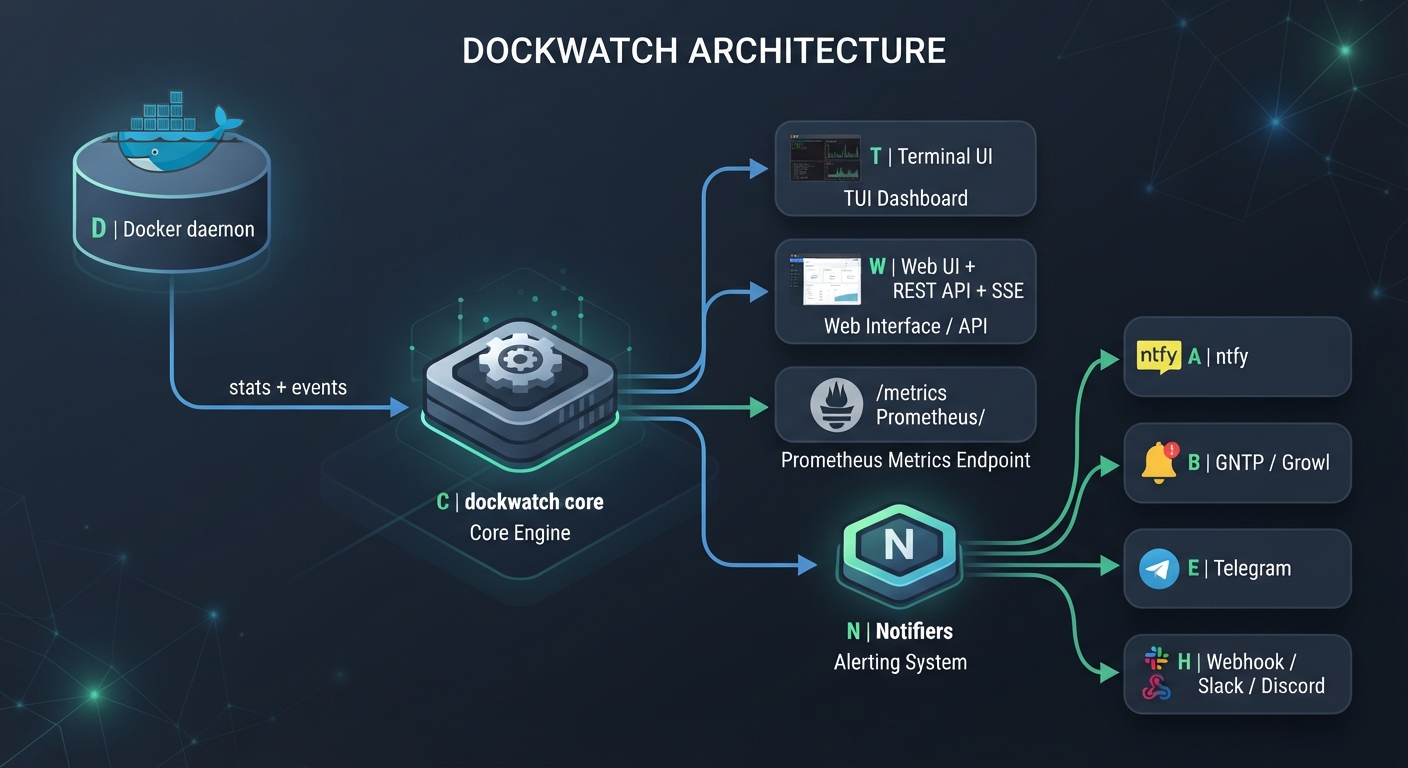 DOCKWATCH ARCHITECTURE
D | Docker daemon
stats + events
C | dockwatch core
Core Engine
T | Terminal UI
TUI Dashboard
W | Web UI +
REST API + SSE
Web Interface / API
/metrics
Prometheus/
Prometheus Metrics Endpoint
N
N | Notifiers
Alerting System
ntfy A | ntfy
B | GNTP / Growl
E | Telegram
H | Webhook /
Slack / Discord